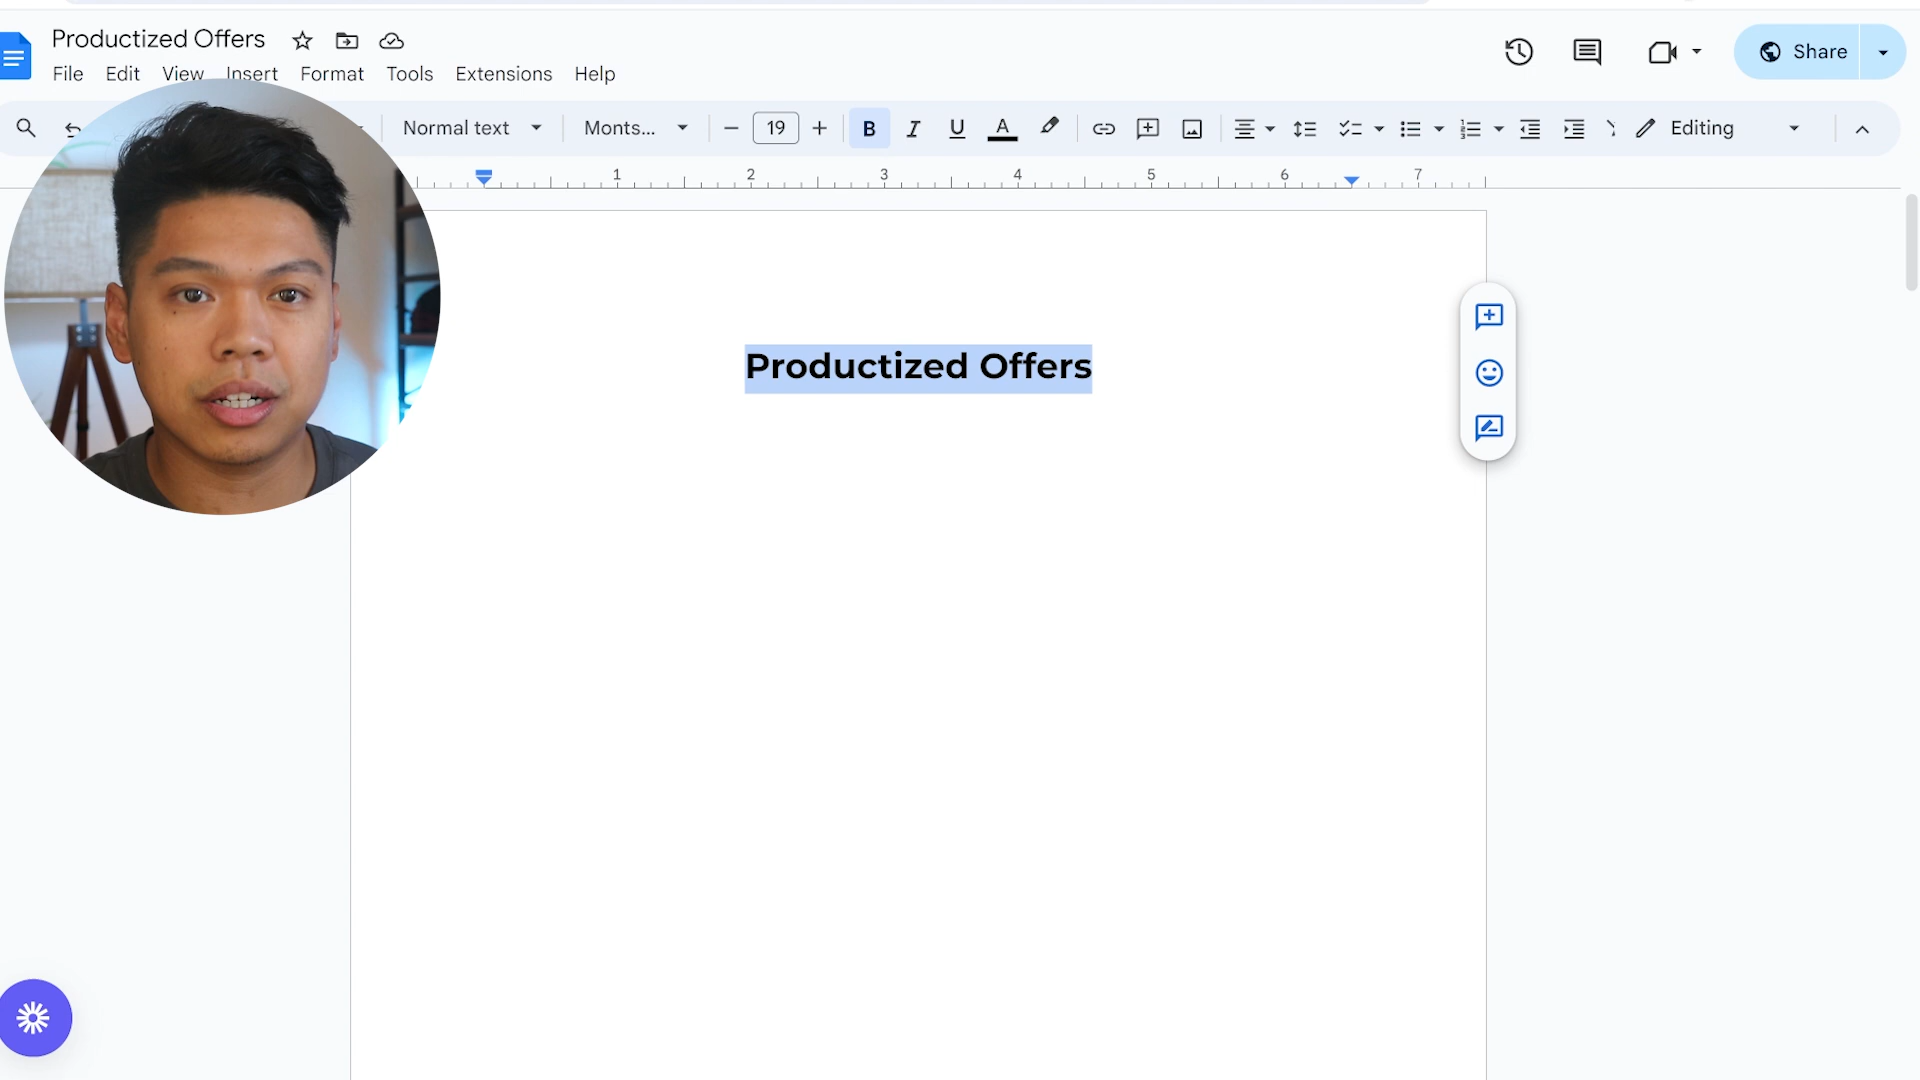 Productized Offers
File Edit View Insert Format Tools Extensions Help
Share
Normal text Monts... 19 B I U A Editing
1 2 3 4 5 6 7
Productized Offers